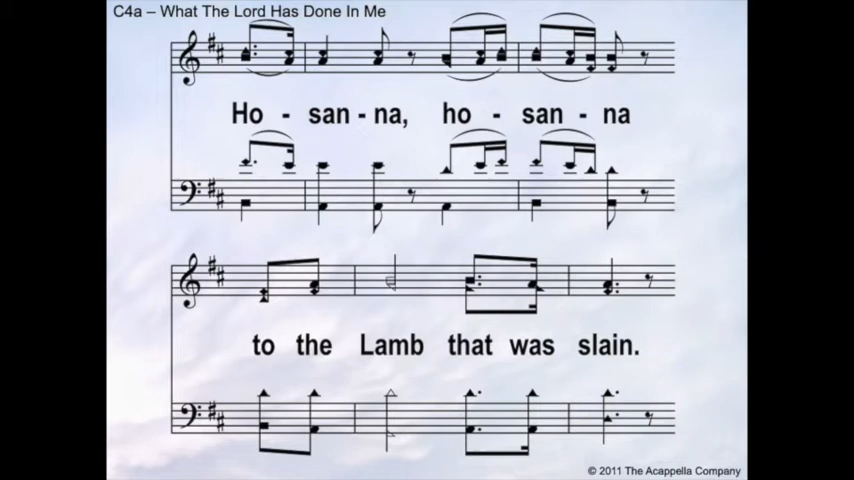 C4a – What The Lord Has Done In Me
Ho - san - na, ho - san - na
to the Lamb that was slain.
© 2011 The Acappella Company